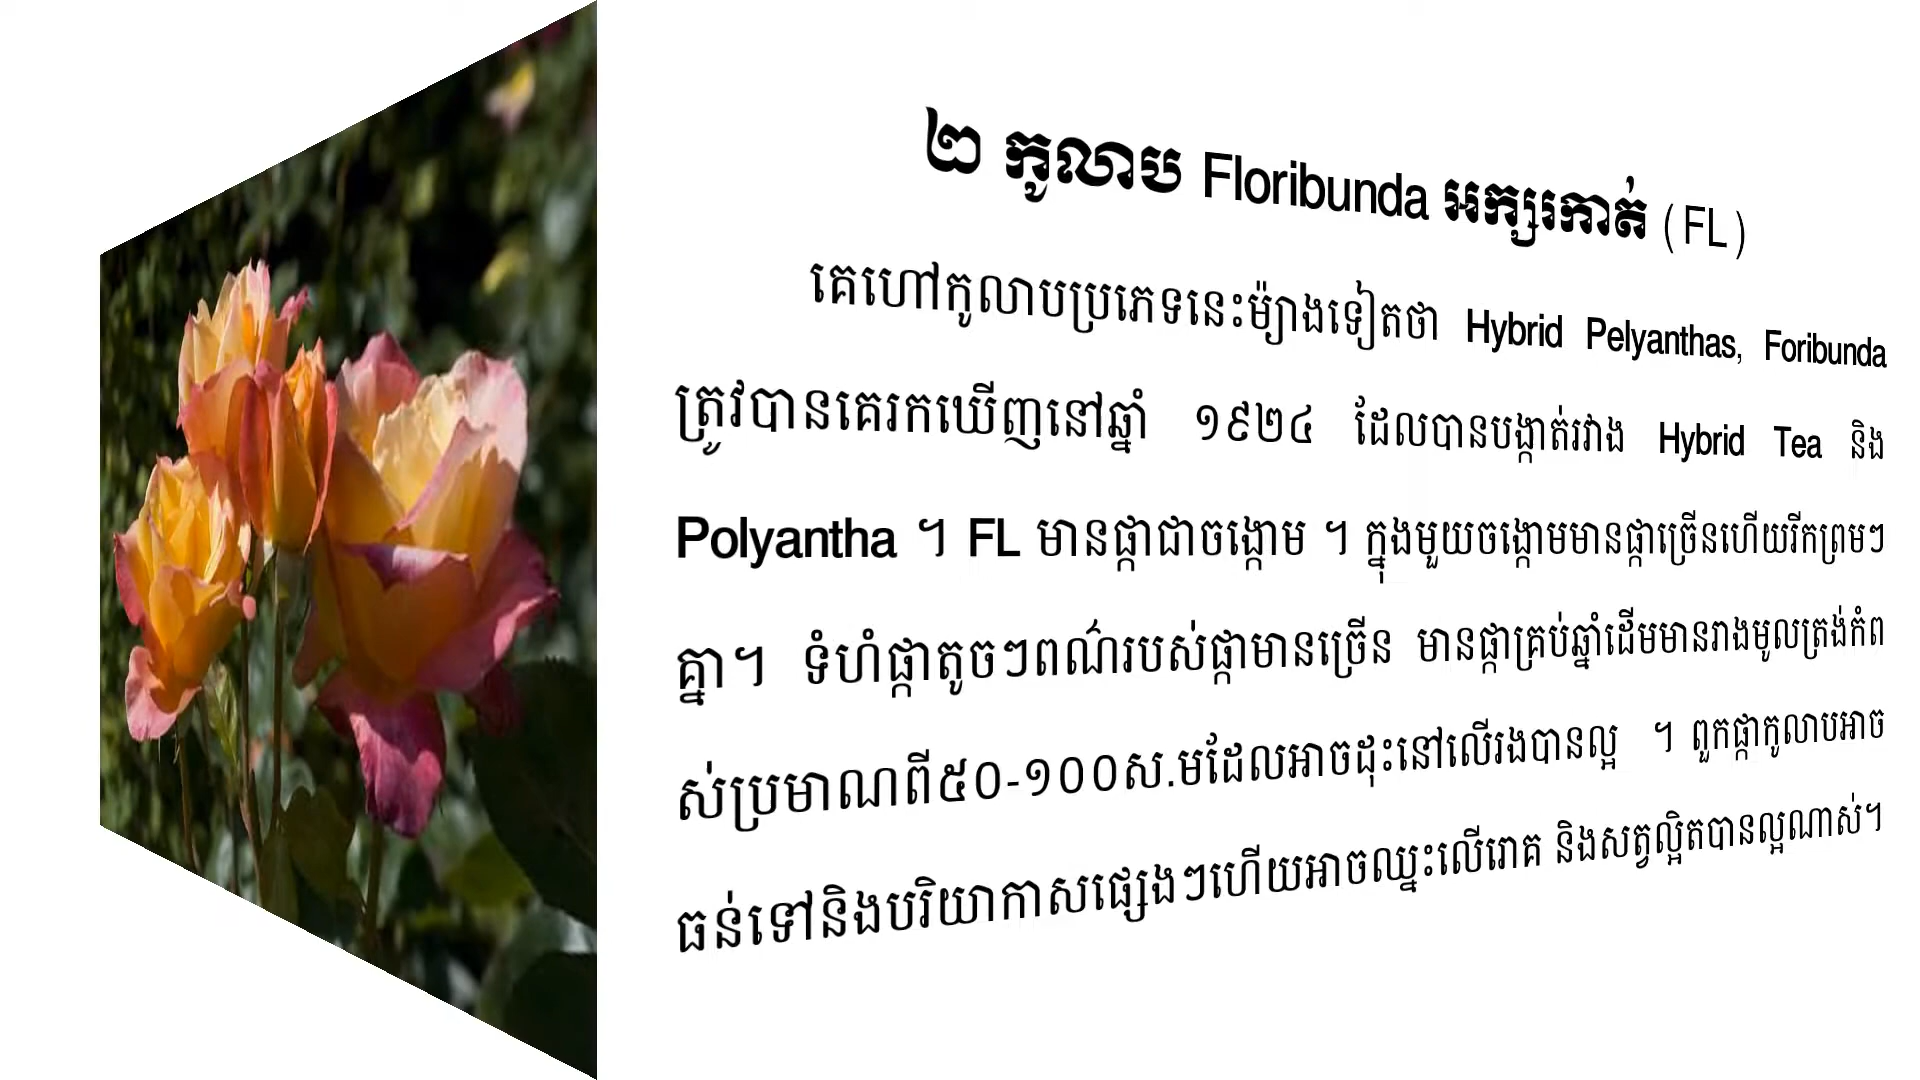 ២ កូលាប Floribunda អក្សរកាត់ (FL)
គេហៅកូលាបប្រភេទនេះម៉្យាងទៀតថា Hybrid Pelyanthas, Foribunda
ត្រូវបានគេរកឃើញនៅឆ្នាំ ១៩២៤ ដែលបានបង្កាត់រវាង Hybrid Tea និង
Polyantha ។ FL មានផ្កាជាចង្កោម ។ ក្នុងមួយចង្កោមមានផ្កាច្រើនហើយរីកព្រមៗ
គ្នា។ ទំហំផ្កាតូចៗពណ៌របស់ផ្កាមានច្រើន មានផ្កាគ្រប់ឆ្នាំដើមមានរាងមូលត្រង់កំព
ស់ប្រមាណពី៥០-១០០ស.មដែលអាចដុះនៅលើរងបានល្អ ។ ពួកផ្កាកូលាបអាច
ធន់ទៅនិងបរិយាកាសផ្សេងៗហើយអាចឈ្នះលើរោគ និងសត្វល្អិតបានល្អណាស់។